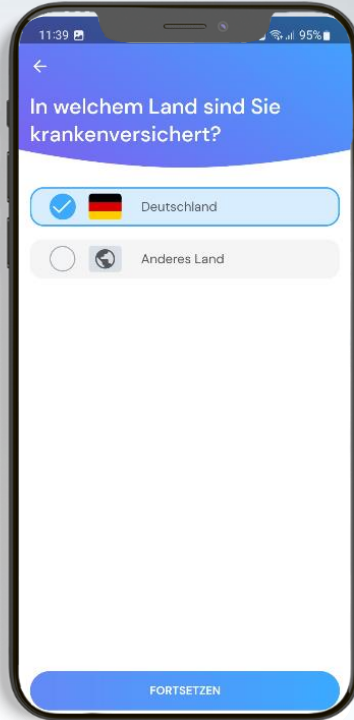 11:39
95%
In welchem Land sind Sie
krankenversichert?
Deutschland
Anderes Land
FORTSETZEN